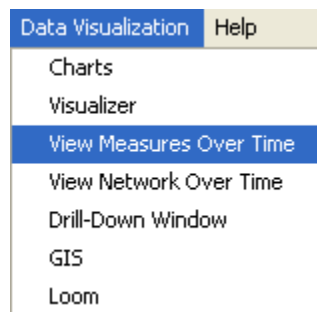 Data Visualization Help
Charts
Visualizer
View Measures Over Time
View Network Over Time
Drill-Down Window
GIS
Loom